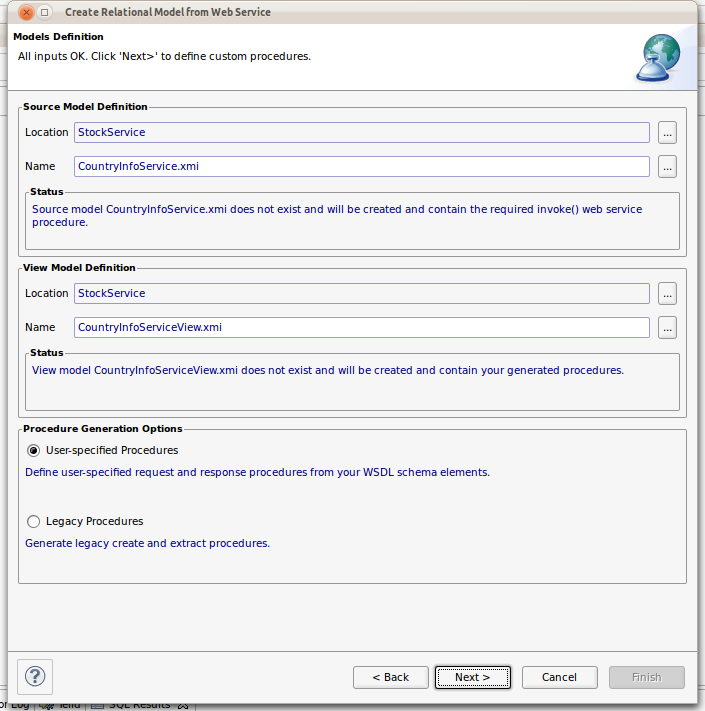 Create Relational Model from Web Service
Models Definition
All inputs OK. Click 'Next>' to define custom procedures.
Source Model Definition
Location StockService ...
Name CountryInfoService.xmi ...
Status
Source model CountryInfoService.xmi does not exist and will be created and contain the required invoke() web service
procedure.
View Model Definition
Location StockService ...
Name CountryInfoServiceView.xmi ...
Status
View model CountryInfoServiceView.xmi does not exist and will be created and contain your generated procedures.
Procedure Generation Options
User-specified Procedures
Define user-specified request and response procedures from your WSDL schema elements.
Legacy Procedures
Generate legacy create and extract procedures.
? < Back Next > Cancel Finish
or Log Teiid SQL Results